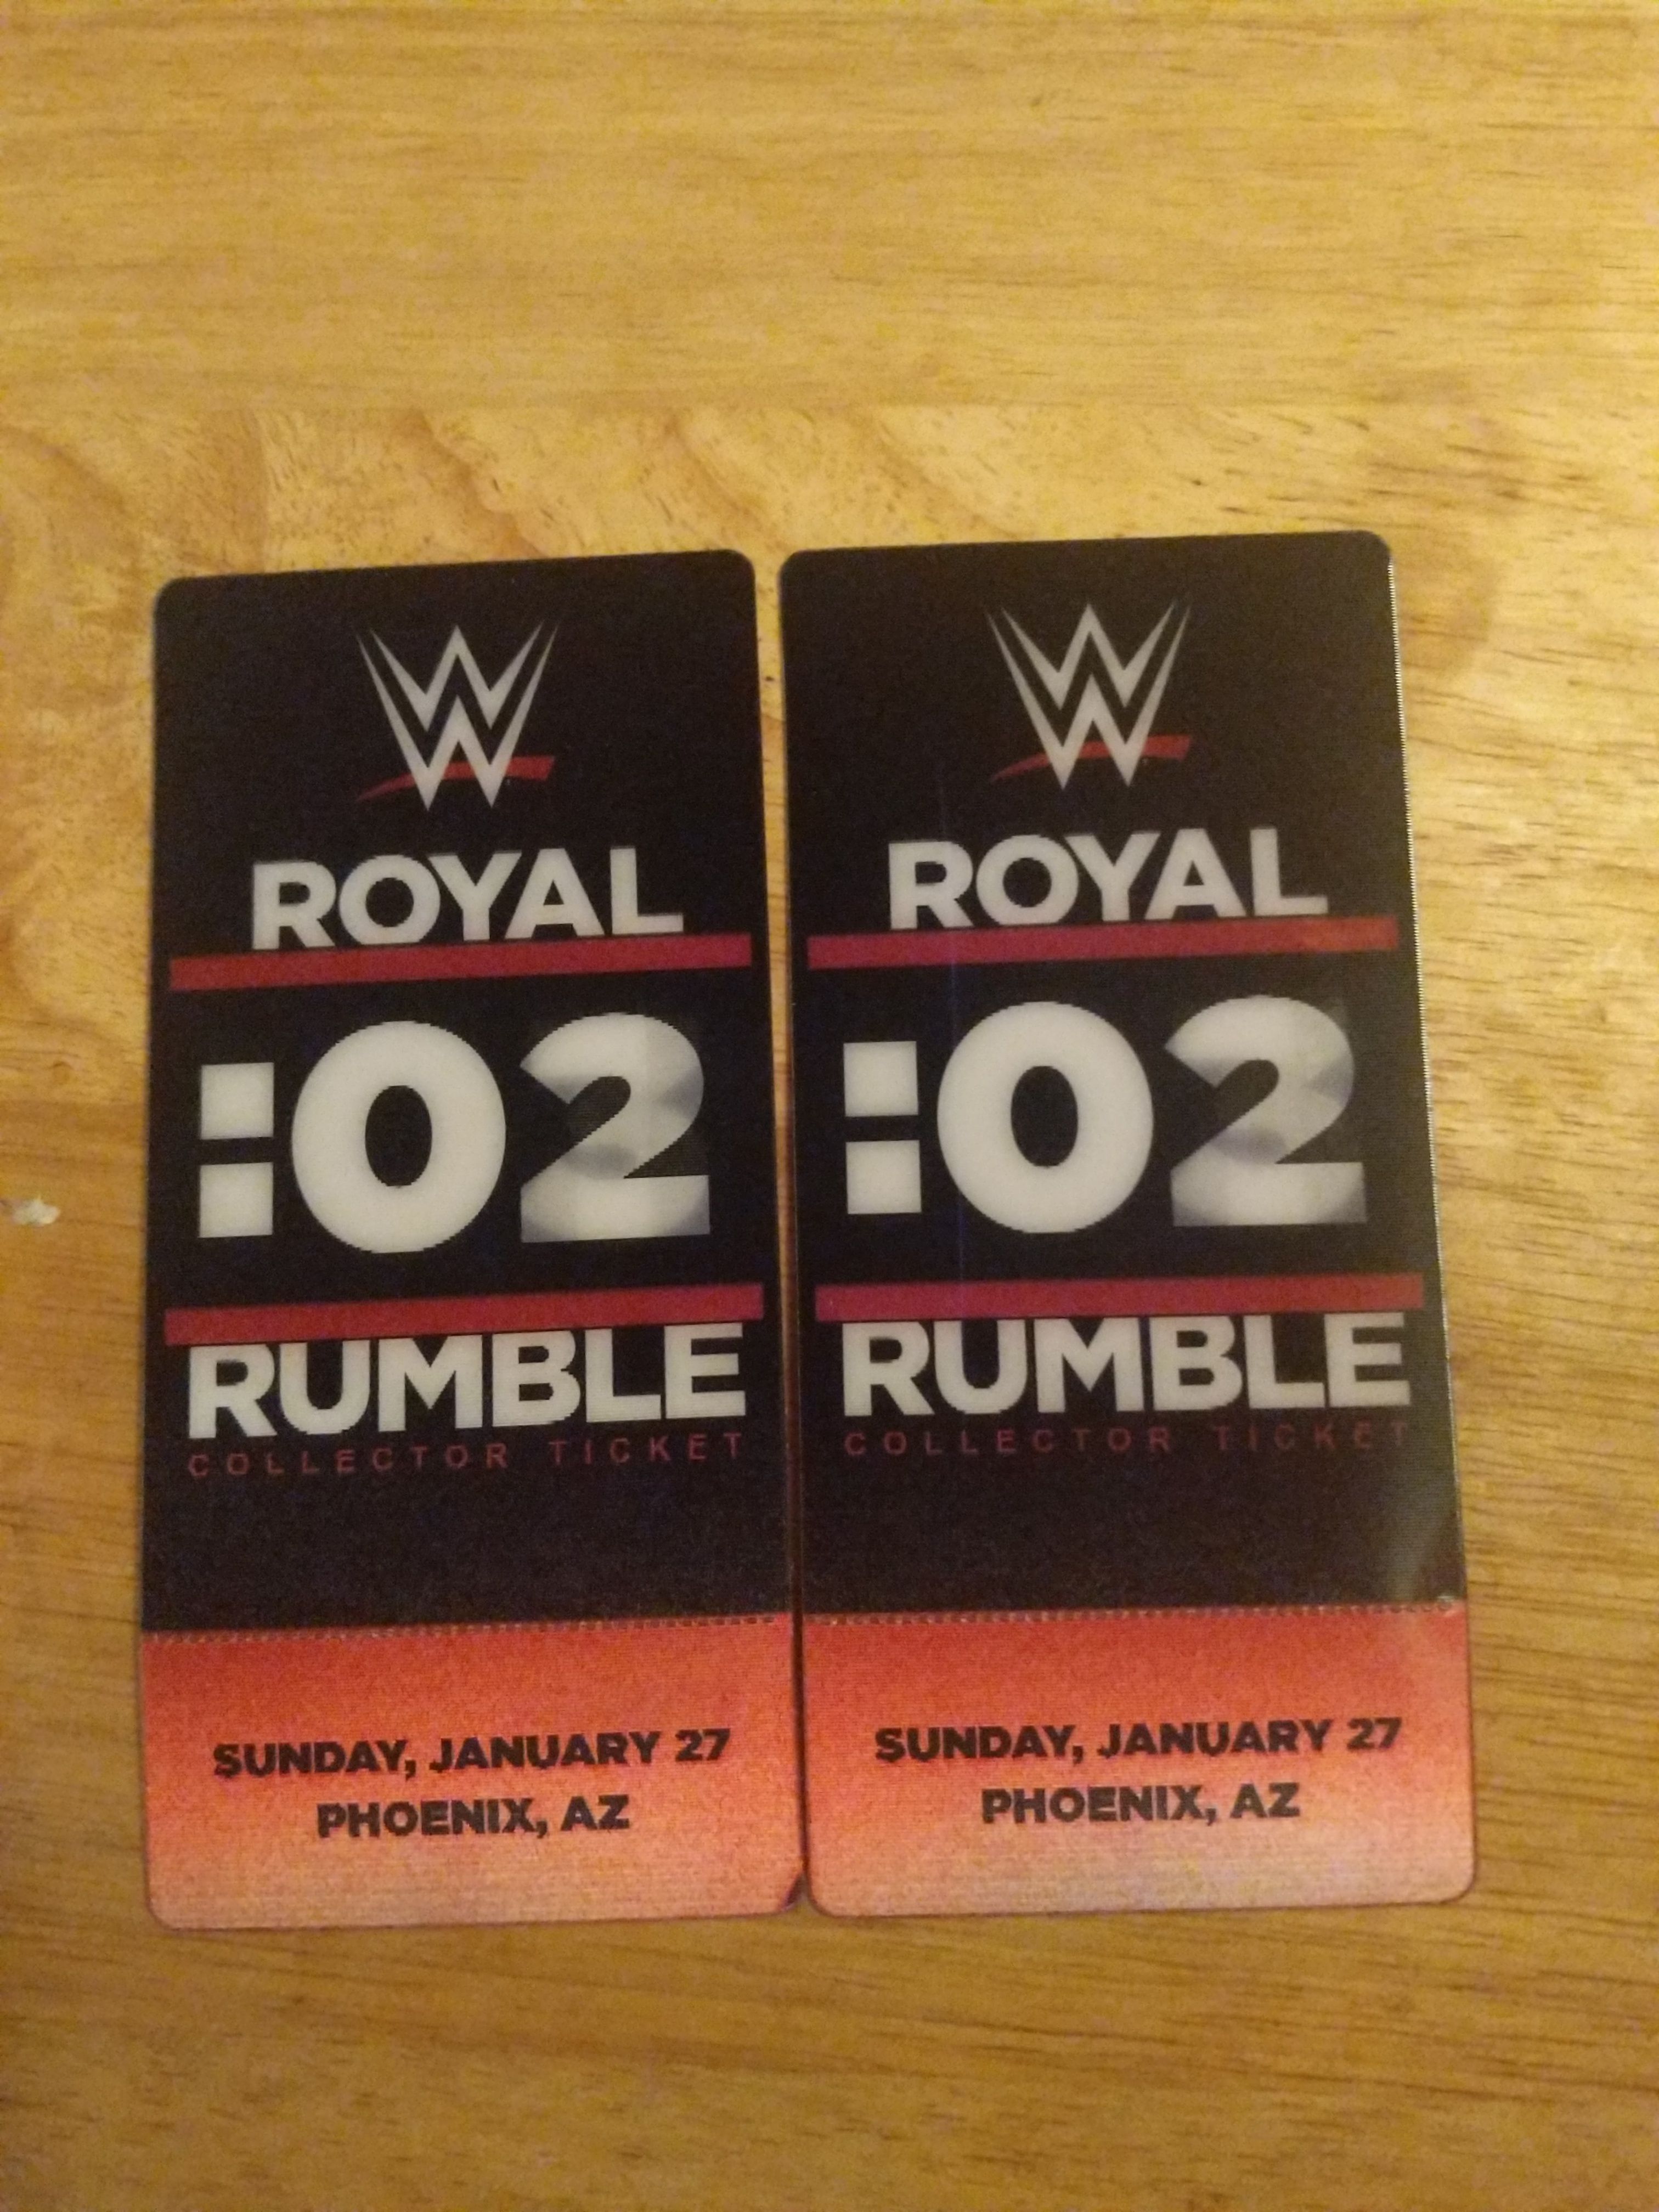 W
ROYAL
:02
RUMBLE
COLLECTOR TICKET
SUNDAY, JANUARY 27
PHOENIX, AZ
W
ROYAL
:02
RUMBLE
COLLECTOR TICKET
SUNDAY, JANUARY 27
PHOENIX, AZ